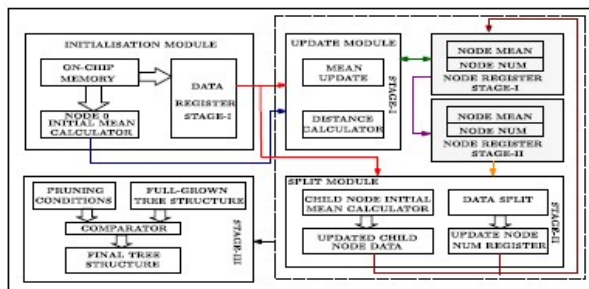 INITIALISATION MODULE
ON-CHIP
MEMORY
NODE 0
INITIAL MEAN
CALCULATOR
DATA
REGISTER
STAGE-I
UPDATE MODULE
MEAN
UPDATE
DISTANCE
CALCULATOR
STAGE-I
NODE MEAN
NODE NUM
NODE REGISTER
STAGE-I
NODE MEAN
NODE NUM
NODE REGISTER
STAGE-II
PRUNING
CONDITIONS
FULL-GROWN
TREE STRUCTURE
COMPARATOR
FINAL TREE
STRUCTURE
STAGE-III
SPLIT MODULE
CHILD NODE INITIAL
MEAN CALCULATOR
DATA SPLIT
UPDATED CHILD
NODE DATA
UPDATE NODE
NUM REGISTER
STAGE-II